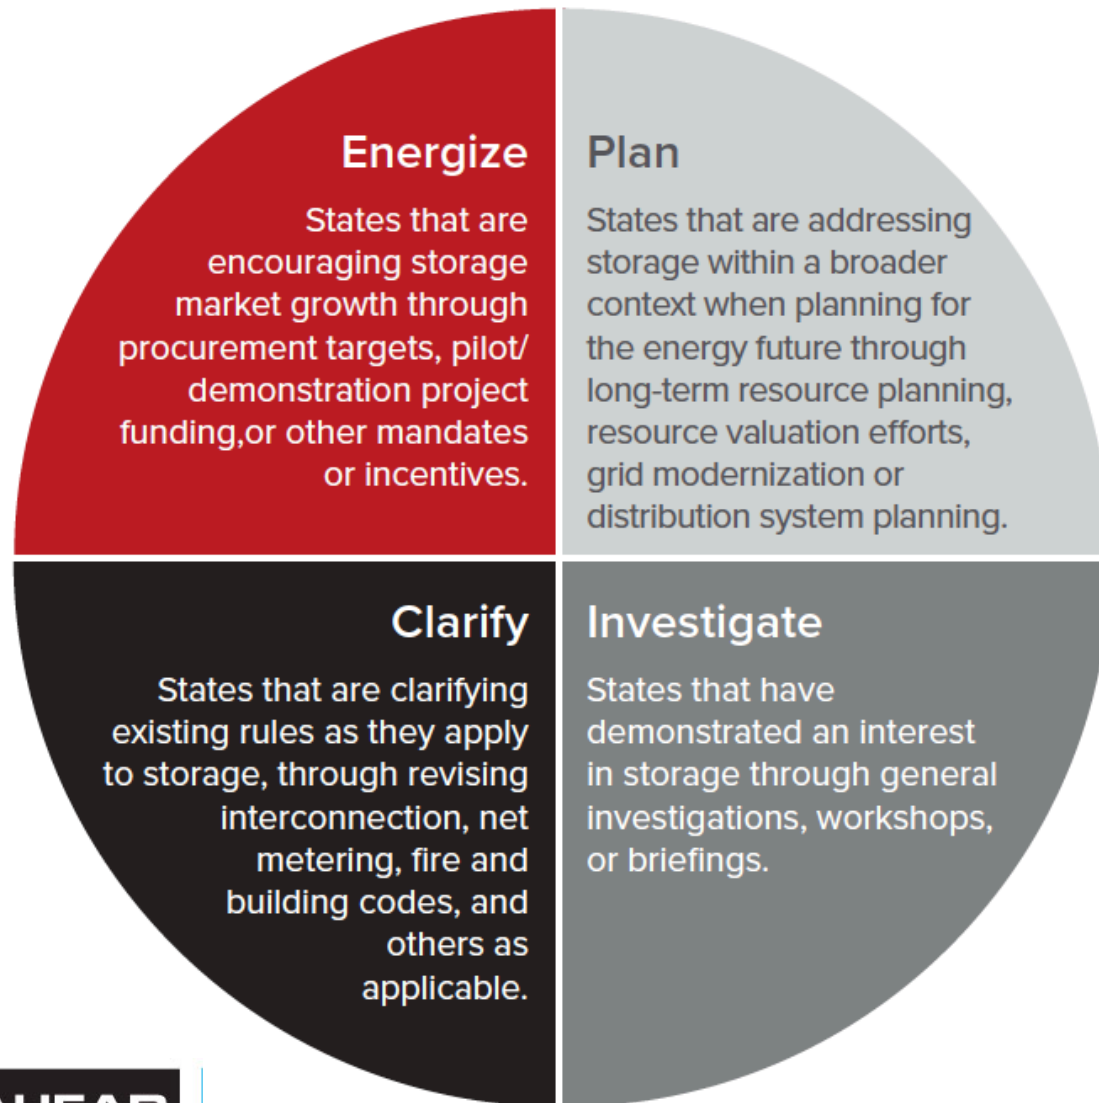 Energize
States that are
encouraging storage
market growth through
procurement targets, pilot/
demonstration project
funding,or other mandates
or incentives.
Plan
States that are addressing
storage within a broader
context when planning for
the energy future through
long-term resource planning,
resource valuation efforts,
grid modernization or
distribution system planning.
Clarify
States that are clarifying
existing rules as they apply
to storage, through revising
interconnection, net
metering, fire and
building codes, and
others as
applicable.
Investigate
States that have
demonstrated an interest
in storage through general
investigations, workshops,
or briefings.